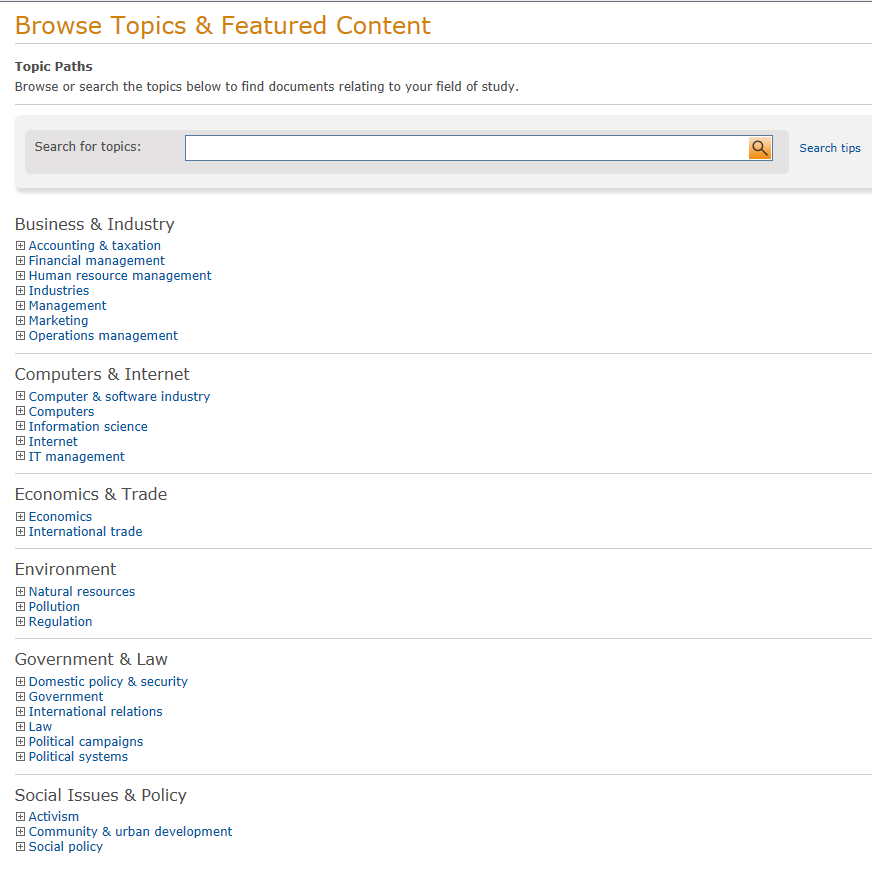 Browse Topics & Featured Content
Topic Paths
Browse or search the topics below to find documents relating to your field of study.
Search for topics:
Search tips
Business & Industry
Accounting & taxation
Financial management
Human resource management
Industries
Management
Marketing
Operations management
Computers & Internet
Computer & software industry
Computers
Information science
Internet
IT management
Economics & Trade
Economics
International trade
Environment
Natural resources
Pollution
Regulation
Government & Law
Domestic policy & security
Government
International relations
Law
Political campaigns
Political systems
Social Issues & Policy
Activism
Community & urban development
Social policy